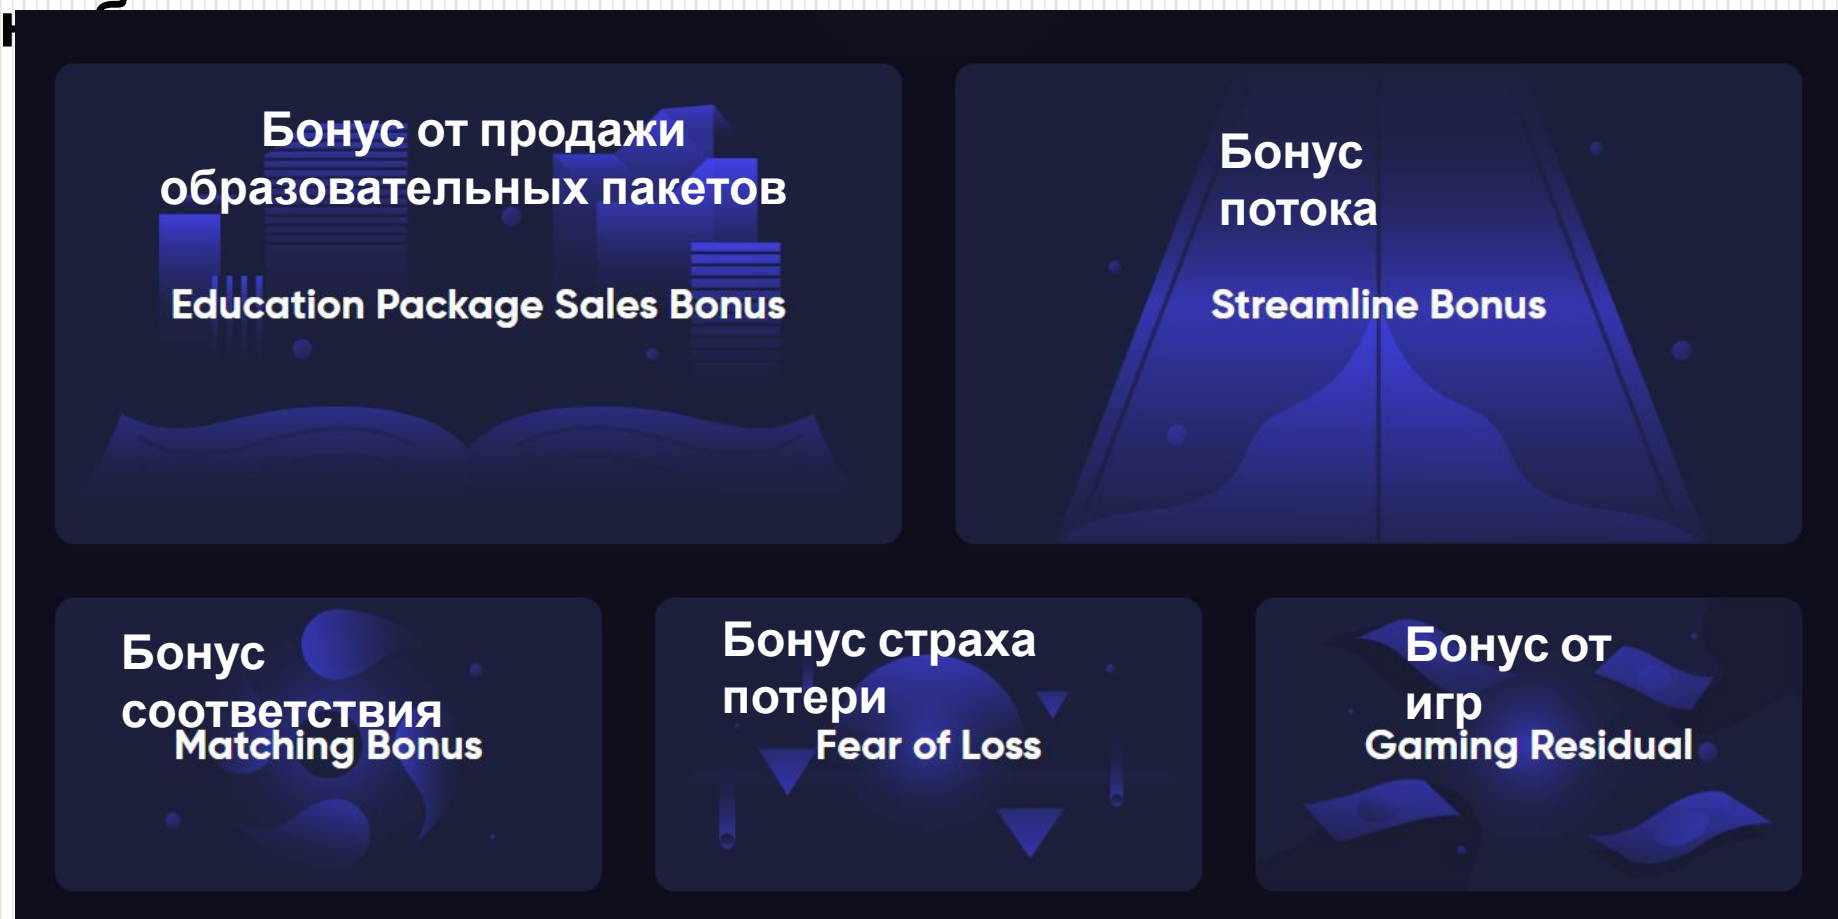 Бонус от продажи
образовательных пакетов
Education Package Sales Bonus
Бонус
потока
Streamline Bonus
Бонус
соответствия
Matching Bonus
Бонус страха
потери
Fear of Loss
Бонус от
игр
Gaming Residual